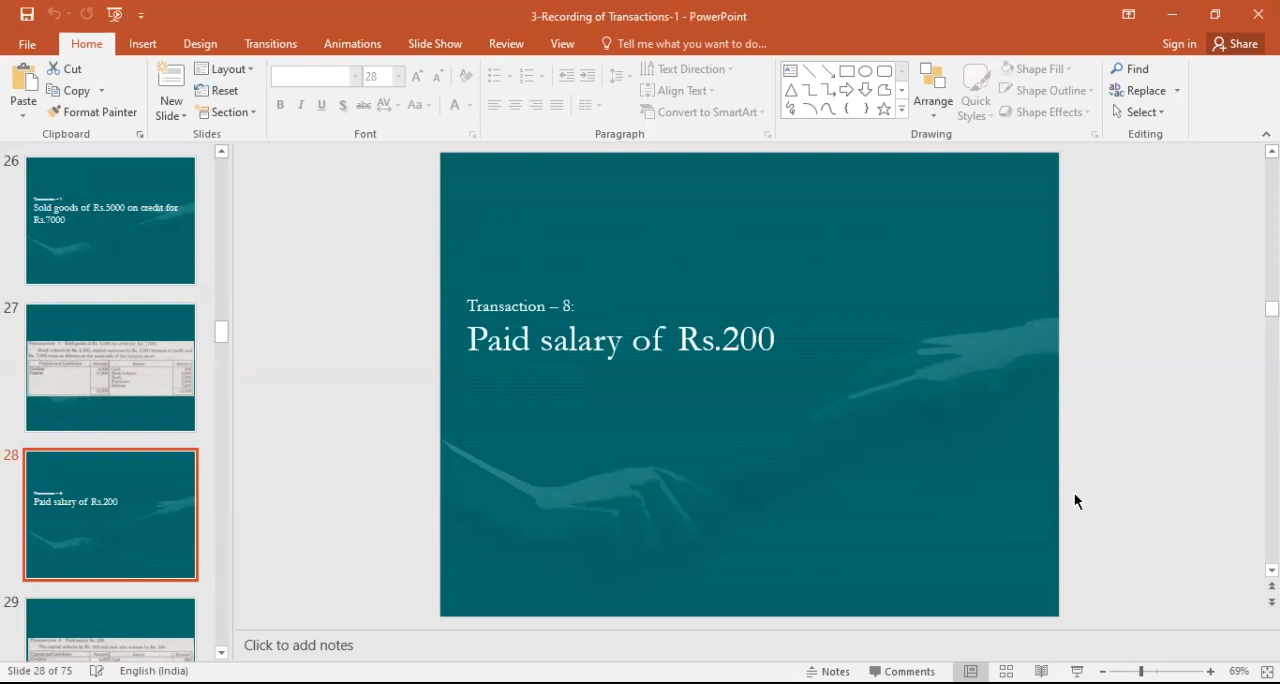 3-Recording of Transactions-1 - PowerPoint
File Home Insert Design Transitions Animations Slide Show Review View Tell me what you want to do... Sign in Share
Paste Cut Copy Format Painter Clipboard
New Slide Layout Reset Section Slides
28 Font
Text Direction Align Text Convert to SmartArt Paragraph
Arrange Quick Styles Shape Fill Shape Outline Shape Effects Drawing
Find Replace Select Editing
26
Sold goods of Rs.5000 on credit for
Rs.7000
27
28
Paid salary of Rs.200
29
Transaction – 8:
Paid salary of Rs.200
Click to add notes
Slide 28 of 75 English (India) Notes Comments 69%